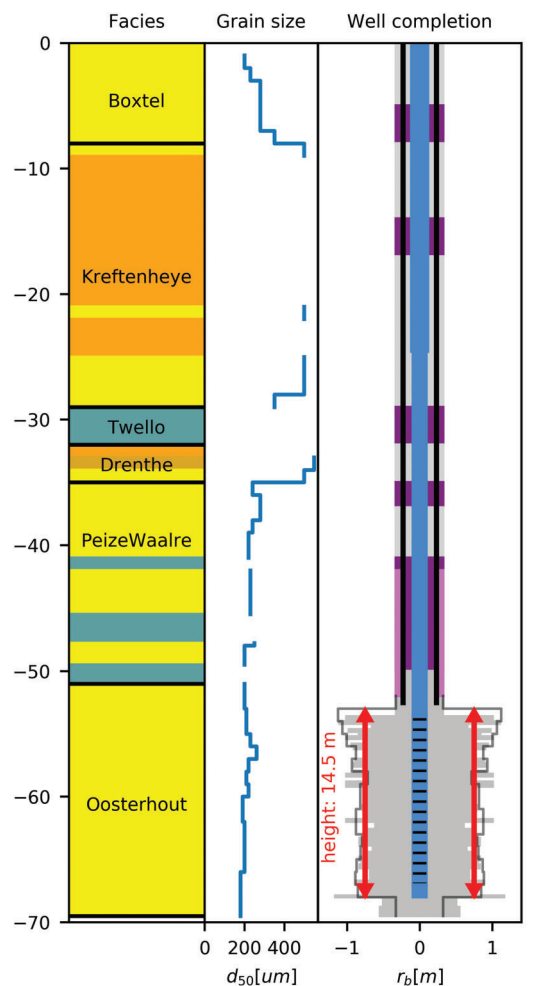 Facies
Grain size
Well completion
0
−10
−20
−30
−40
−50
−60
−70
Boxtel
Kreftenheye
Twello
Drenthe
PeizeWaalre
Oosterhout
height: 14.5 m
0
200
400
−1
0
1
d50[um]
rb[m]